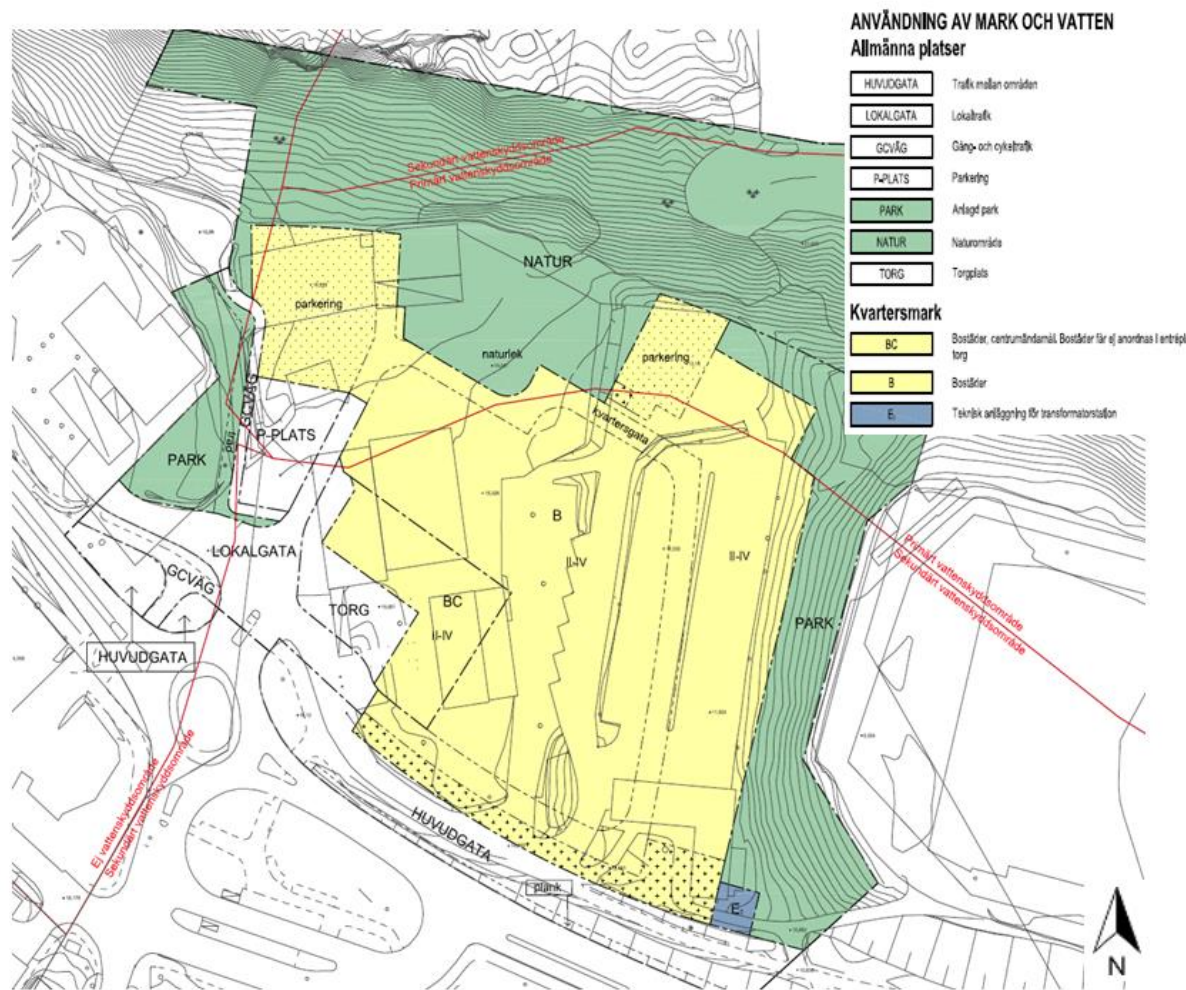 ANVÄNDNING AV MARK OCH VATTEN
Allmänna platser
HUVUDGATA Trafik mellan områden
LOKALGATA Lokaltrafik
GCVÄG Gång- och cykeltrafik
P-PLATS Parkering
PARK Anlagd park
NATUR Naturområde
TORG Torgplats
Kvartersmark
BC Bostäder, centrumändamål. Bostäder får ej anordnas i entrépl
torg
B Bostäder
E₁ Teknisk anläggning för transformatorstation
Sekundärt vattenskyddsområde
Primärt vattenskyddsområde
NATUR
parkering
naturlek
parkering
kvartersgata
GCVÄG
P-PLATS
PARK
B
II-IV
II-IV
LOKALGATA
GCVÄG
TORG
BC
II-IV
PARK
Primärt vattenskyddsområde
Sekundärt vattenskyddsområde
HUVUDGATA
Ej vattenskyddsområde
Sekundärt vattenskyddsområde
HUVUDGATA
plank
E₁
N